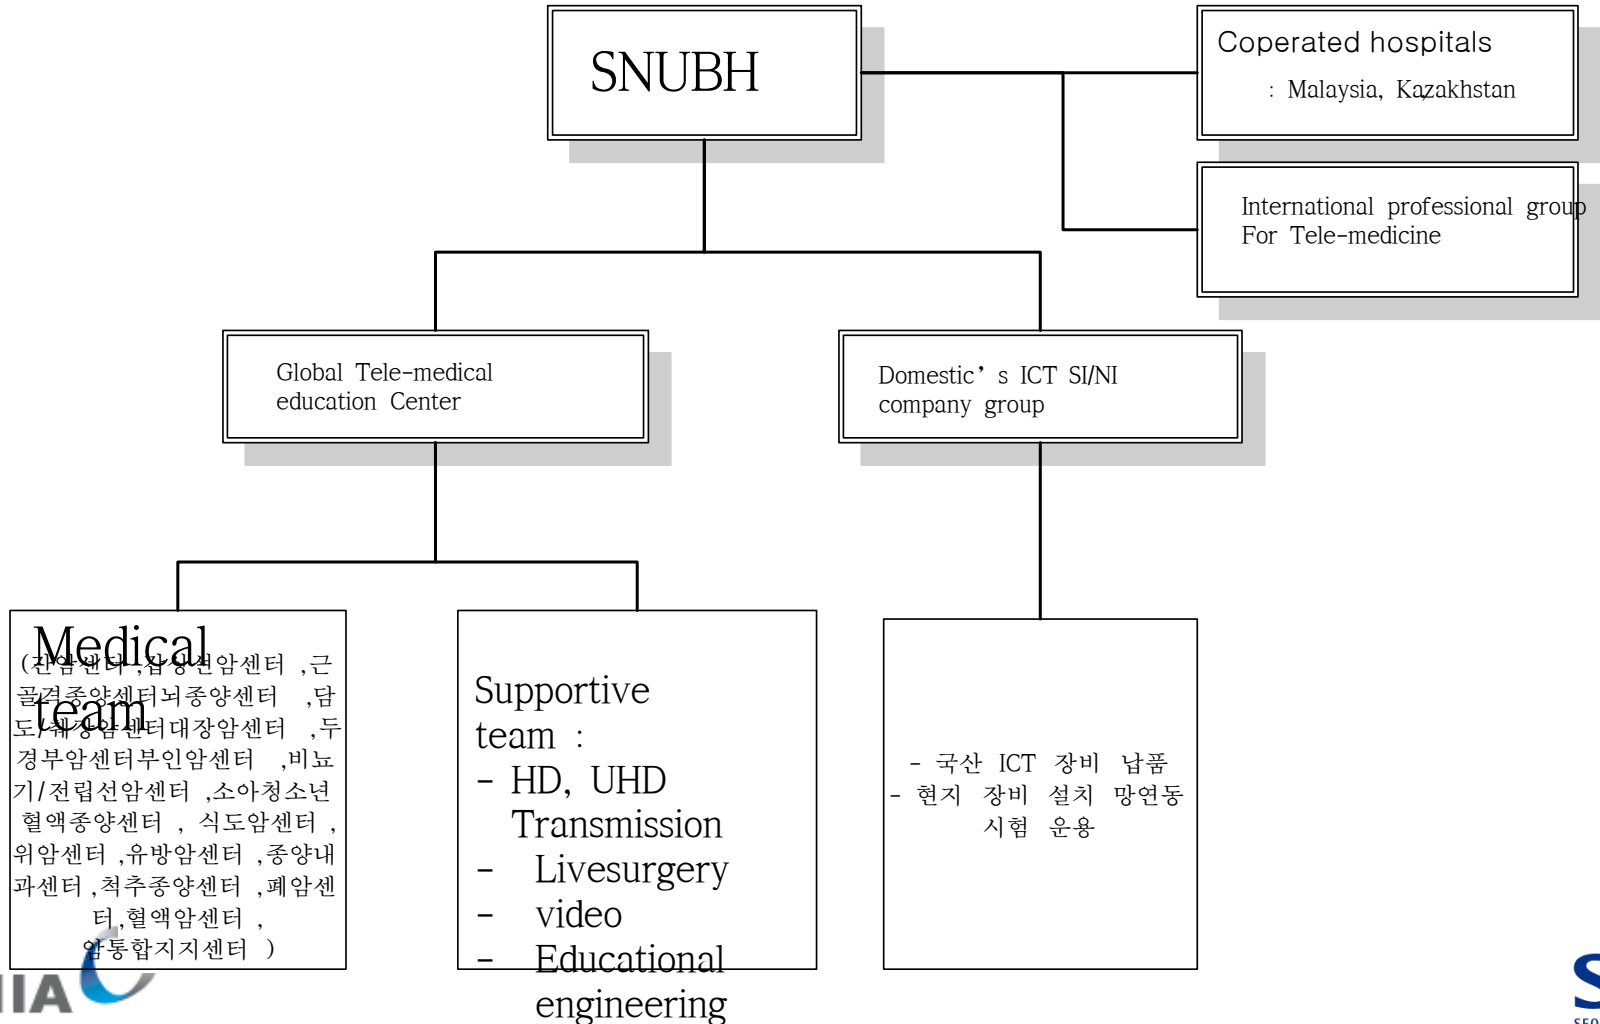 SNUBH
Coperated hospitals
: Malaysia, Kazakhstan
International professional group
For Tele-medicine
Global Tele-medical
education Center
Domestic’ s ICT SI/NI
company group
Medical
team
(간암센터 ,갑상선암센터 ,근
골격종양센터뇌종양센터 ,담
도/췌장암센터대장암센터 ,두
경부암센터부인암센터 ,비뇨
기/전립선암센터 ,소아청소년
혈액종양센터 , 식도암센터 ,
위암센터 ,유방암센터 ,종양내
과센터 ,척추종양센터 ,폐암센
터,혈액암센터 ,
암통합지지센터 )
Supportive
team :
- HD, UHD
Transmission
- Livesurgery
- video
- Educational
engineering
- 국산 ICT 장비 납품
- 현지 장비 설치 망연동
시험 운용